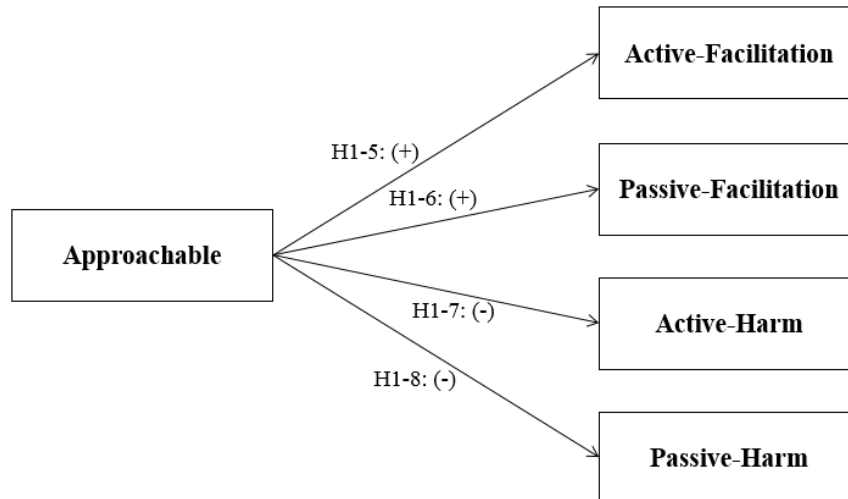 Active-Facilitation
H1-5: (+)
Passive-Facilitation
H1-6: (+)
Approachable
H1-7: (-)
Active-Harm
H1-8: (-)
Passive-Harm